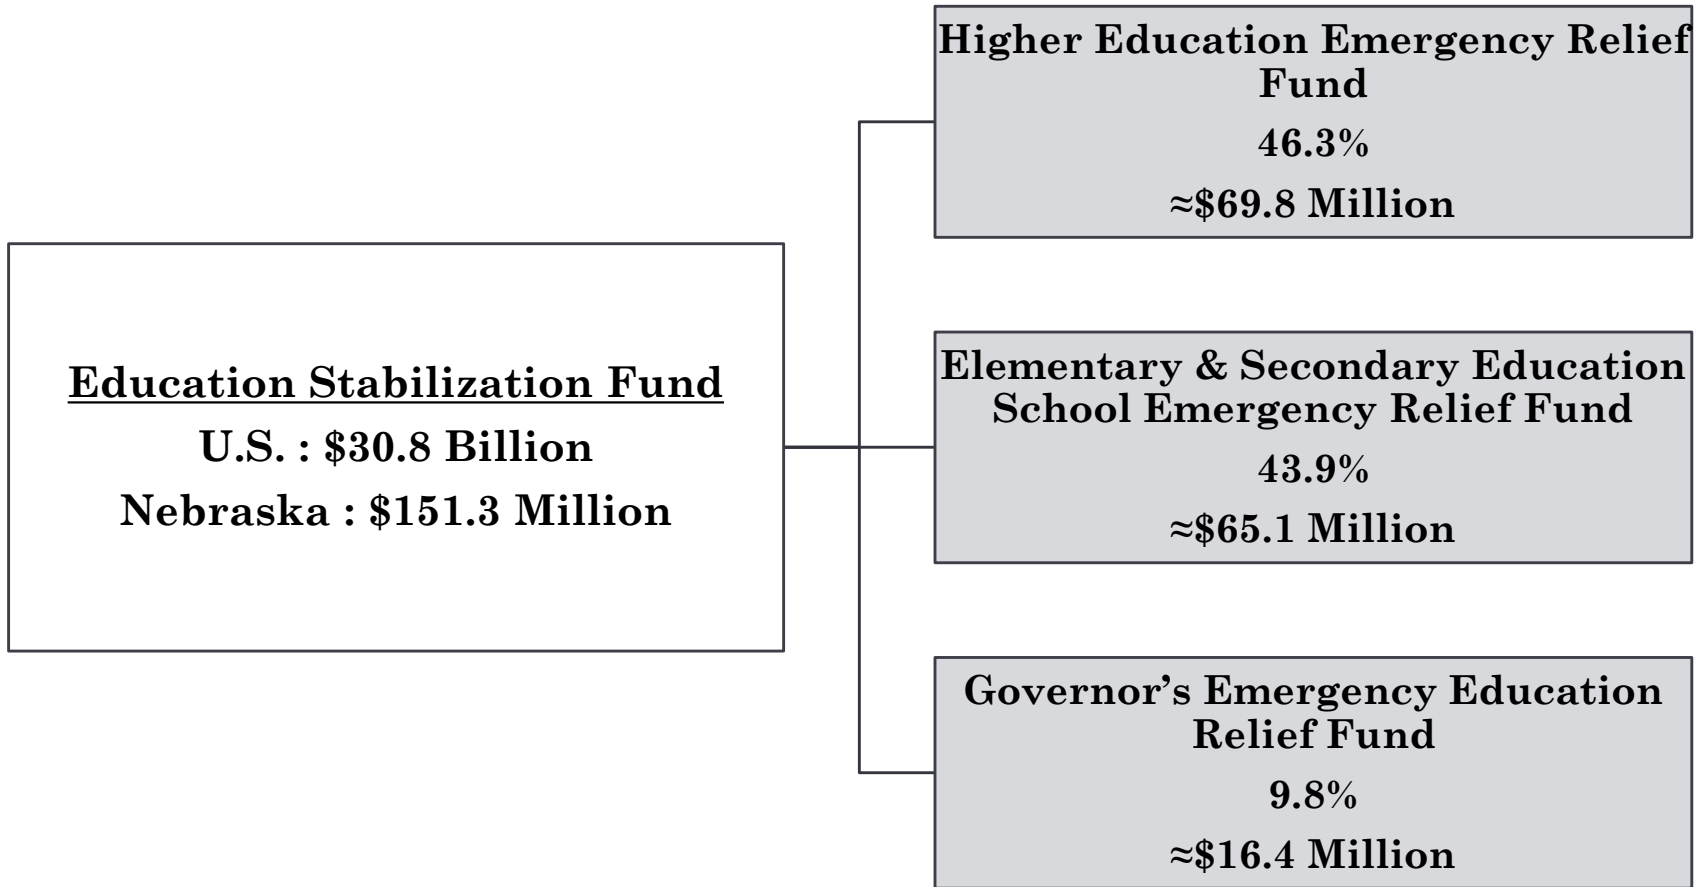 Education Stabilization Fund
U.S. : $30.8 Billion
Nebraska : $151.3 Million
Higher Education Emergency Relief
Fund
46.3%
≈$69.8 Million
Elementary & Secondary Education
School Emergency Relief Fund
43.9%
≈$65.1 Million
Governor’s Emergency Education
Relief Fund
9.8%
≈$16.4 Million